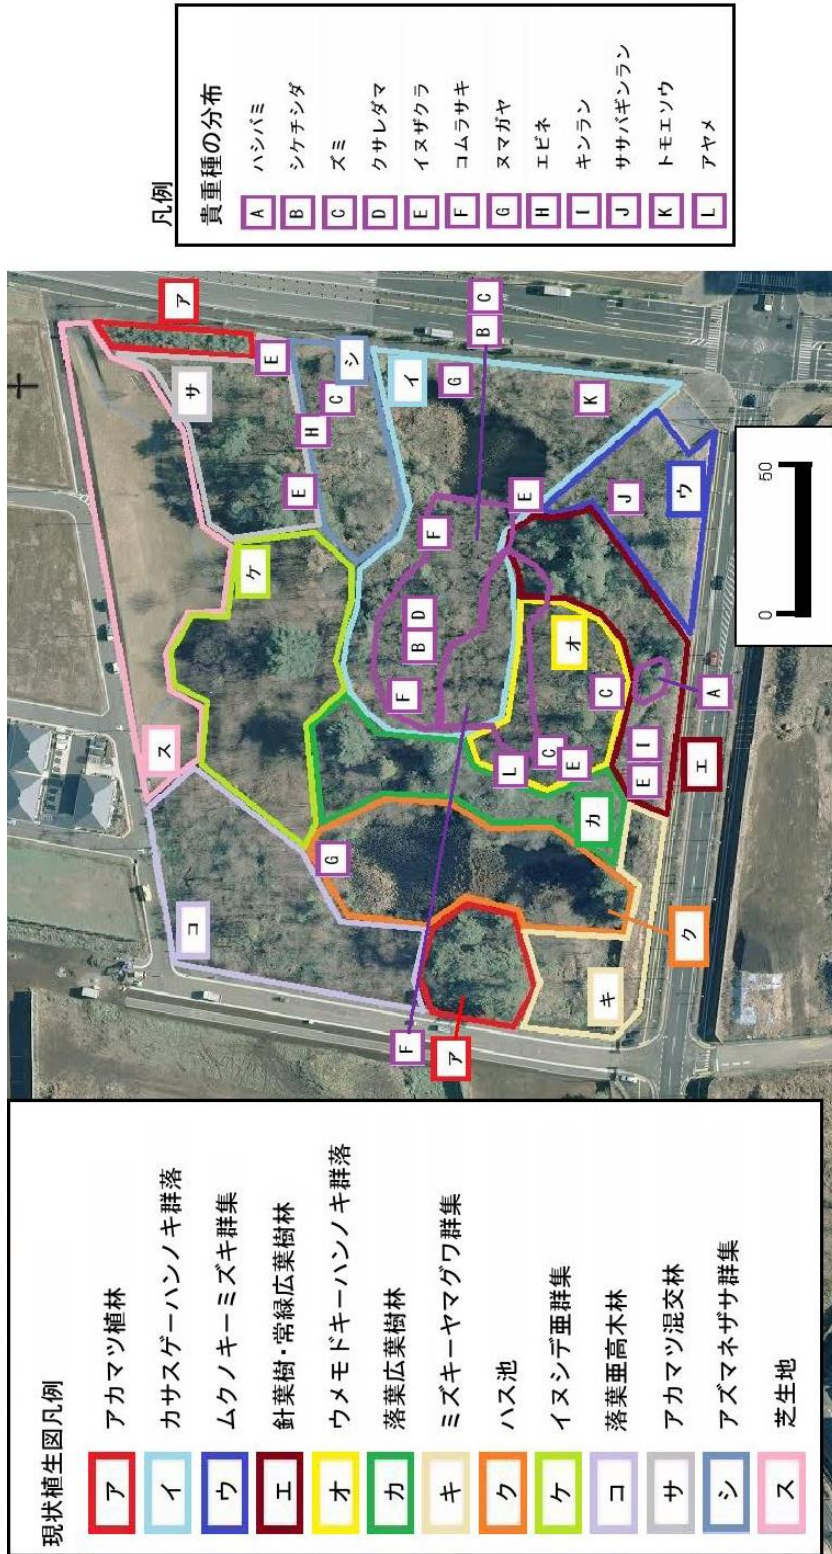 現状植生図凡例
ア アカマツ植林
イ カサスゲーハンノキ群落
ウ ムクノキーミズキ群集
エ 針葉樹・常緑広葉樹林
オ ウメモドキーハンノキ群落
カ 落葉広葉樹林
キ ミズキーヤマグワ群集
ク ハス池
ケ イヌシデ亜群集
コ 落葉亜高木林
サ アカマツ混交林
シ アズマネザサ群集
ス 芝生地
ス
コ
サ
ア
ケ
E
E
H
C
シ
G
F
F
B D
イ
F
ア
G
B C
L
E
C
E
オ
カ
K
キ
C
J
E I
ク
ウ
エ
A
0 50
凡例
貴重種の分布
A ハシバミ
B シケチシダ
C ズミ
D クサレダマ
E イヌザクラ
F コムラサキ
G ヌマガヤ
H エビネ
I キンラン
J ササバギンラン
K トモエソウ
L アヤメ